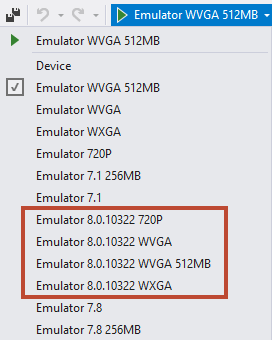 Emulator WVGA 512MB
Emulator WVGA 512MB
Device
Emulator WVGA 512MB
Emulator WVGA
Emulator WXGA
Emulator 720P
Emulator 7.1 256MB
Emulator 7.1
Emulator 8.0.10322 720P
Emulator 8.0.10322 WVGA
Emulator 8.0.10322 WVGA 512MB
Emulator 8.0.10322 WXGA
Emulator 7.8
Emulator 7.8 256MB